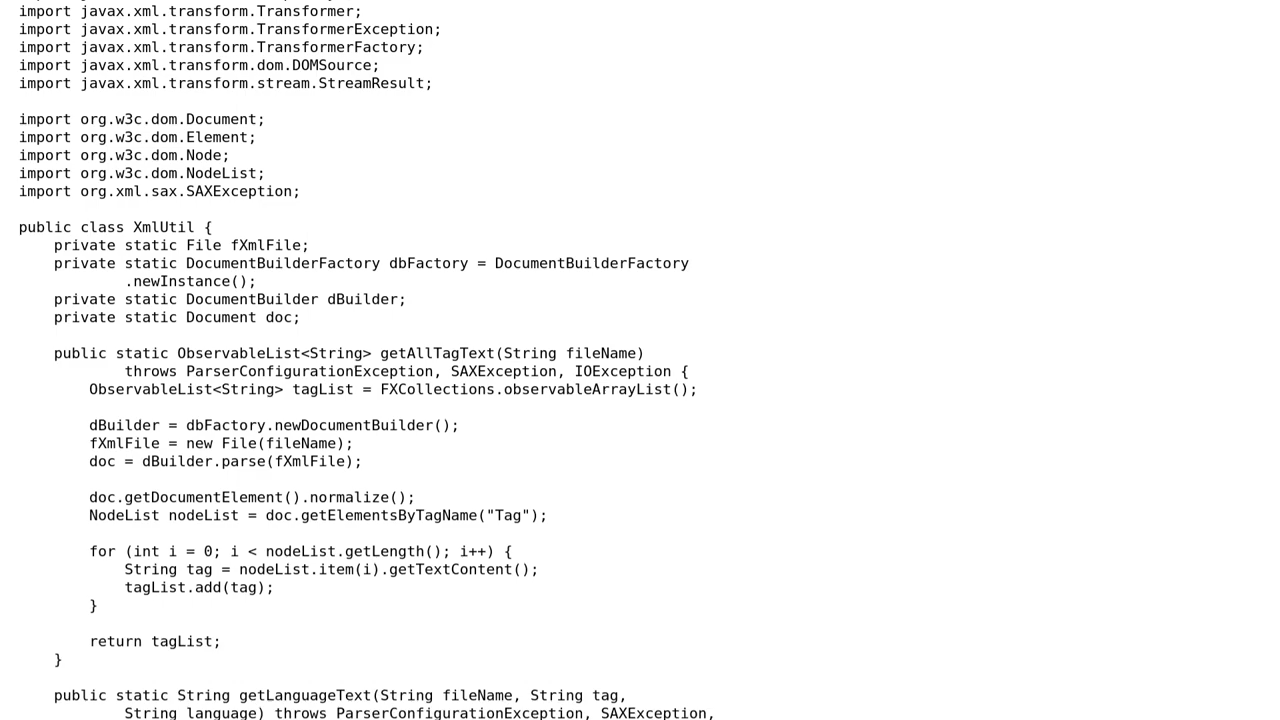 import javax.xml.transform.Transformer;
import javax.xml.transform.TransformerException;
import javax.xml.transform.TransformerFactory;
import javax.xml.transform.dom.DOMSource;
import javax.xml.transform.stream.StreamResult;

import org.w3c.dom.Document;
import org.w3c.dom.Element;
import org.w3c.dom.Node;
import org.w3c.dom.NodeList;
import org.xml.sax.SAXException;

public class XmlUtil {
    private static File fXmlFile;
    private static DocumentBuilderFactory dbFactory = DocumentBuilderFactory
            .newInstance();
    private static DocumentBuilder dBuilder;
    private static Document doc;

    public static ObservableList<String> getAllTagText(String fileName)
            throws ParserConfigurationException, SAXException, IOException {
        ObservableList<String> tagList = FXCollections.observableArrayList();

        dBuilder = dbFactory.newDocumentBuilder();
        fXmlFile = new File(fileName);
        doc = dBuilder.parse(fXmlFile);

        doc.getDocumentElement().normalize();
        NodeList nodeList = doc.getElementsByTagName("Tag");

        for (int i = 0; i < nodeList.getLength(); i++) {
            String tag = nodeList.item(i).getTextContent();
            tagList.add(tag);
        }

        return tagList;
    }

    public static String getLanguageText(String fileName, String tag,
            String language) throws ParserConfigurationException, SAXException,